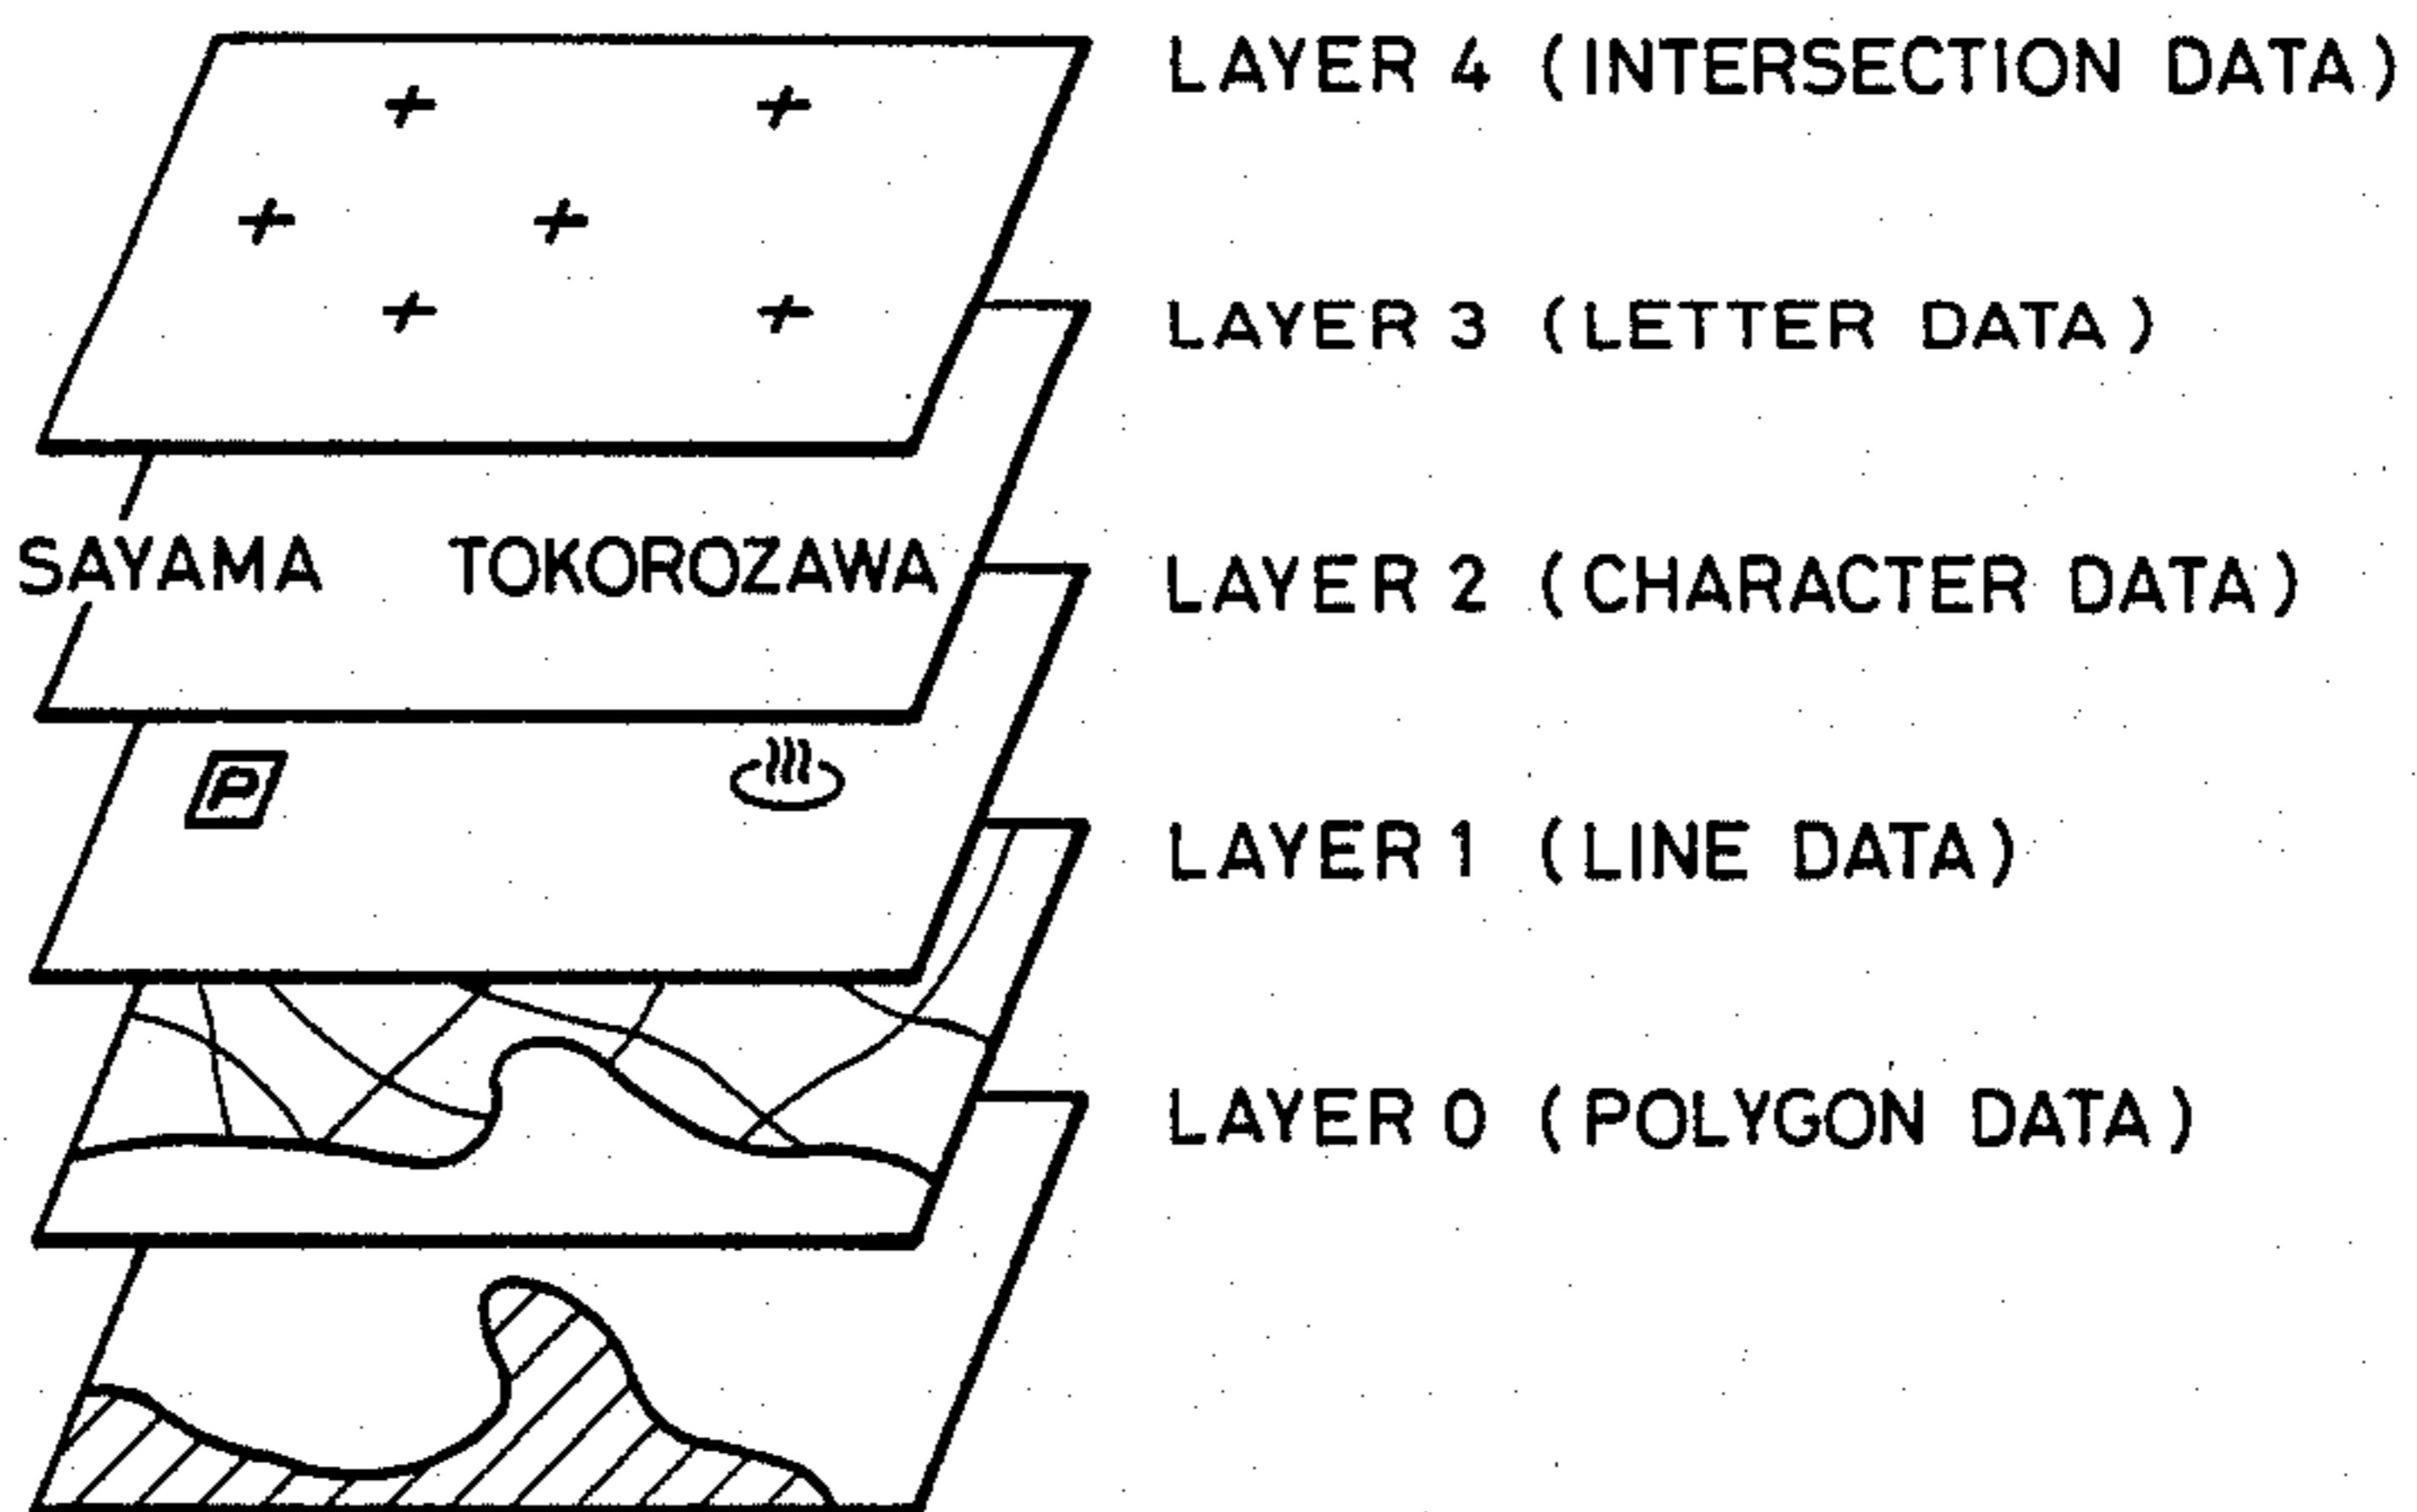 LAYER 4 (INTERSECTION DATA)
LAYER 3 (LETTER DATA)
SAYAMA TOKOROZAWA
LAYER 2 (CHARACTER DATA)
P
LAYER 1 (LINE DATA)
LAYER 0 (POLYGON DATA)